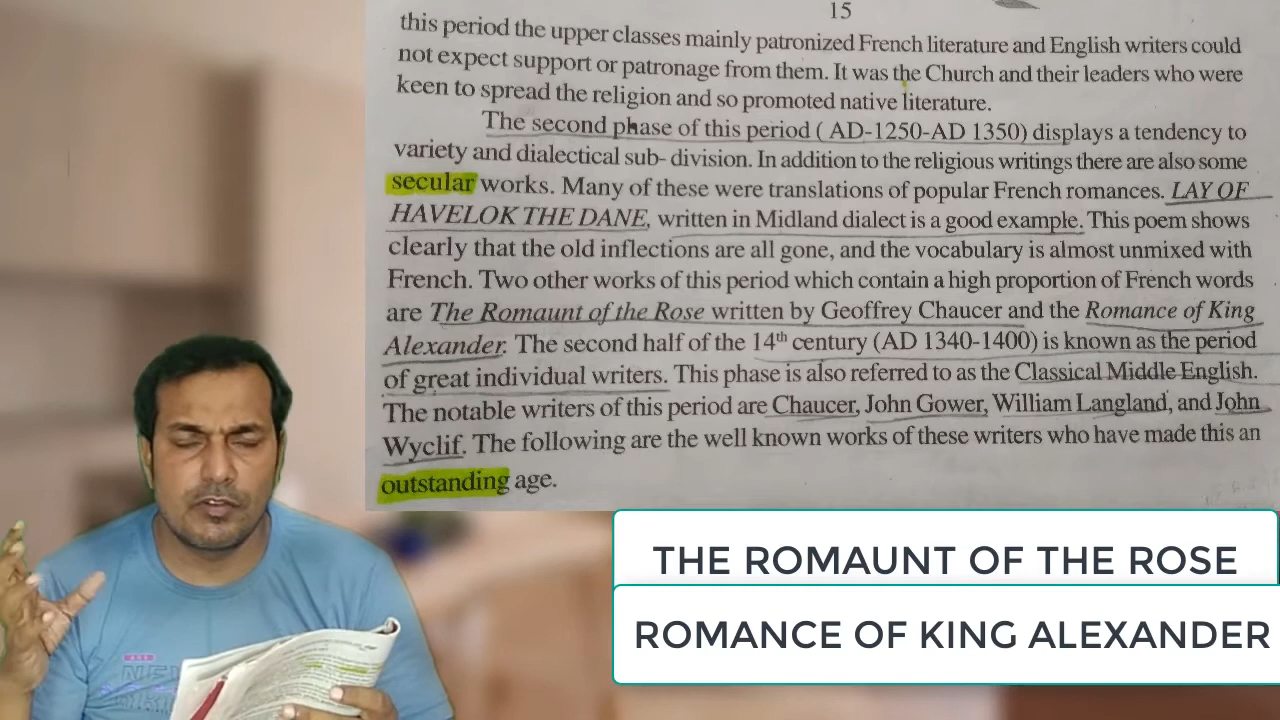 15
this period the upper classes mainly patronized French literature and English writers could
not expect support or patronage from them. It was the Church and their leaders who were
keen to spread the religion and so promoted native literature.
The second phase of this period ( AD-1250-AD 1350) displays a tendency to
variety and dialectical sub- division. In addition to the religious writings there are also some
secular works. Many of these were translations of popular French romances. LAY OF
HAVELOK THE DANE, written in Midland dialect is a good example. This poem shows
clearly that the old inflections are all gone, and the vocabulary is almost unmixed with
French. Two other works of this period which contain a high proportion of French words
are The Romaunt of the Rose written by Geoffrey Chaucer and the Romance of King
Alexander. The second half of the 14th century (AD 1340-1400) is known as the period
of great individual writers. This phase is also referred to as the Classical Middle English.
The notable writers of this period are Chaucer, John Gower, William Langland, and John
Wyclif. The following are the well known works of these writers who have made this an
outstanding age.
THE ROMAUNT OF THE ROSE
ROMANCE OF KING ALEXANDER